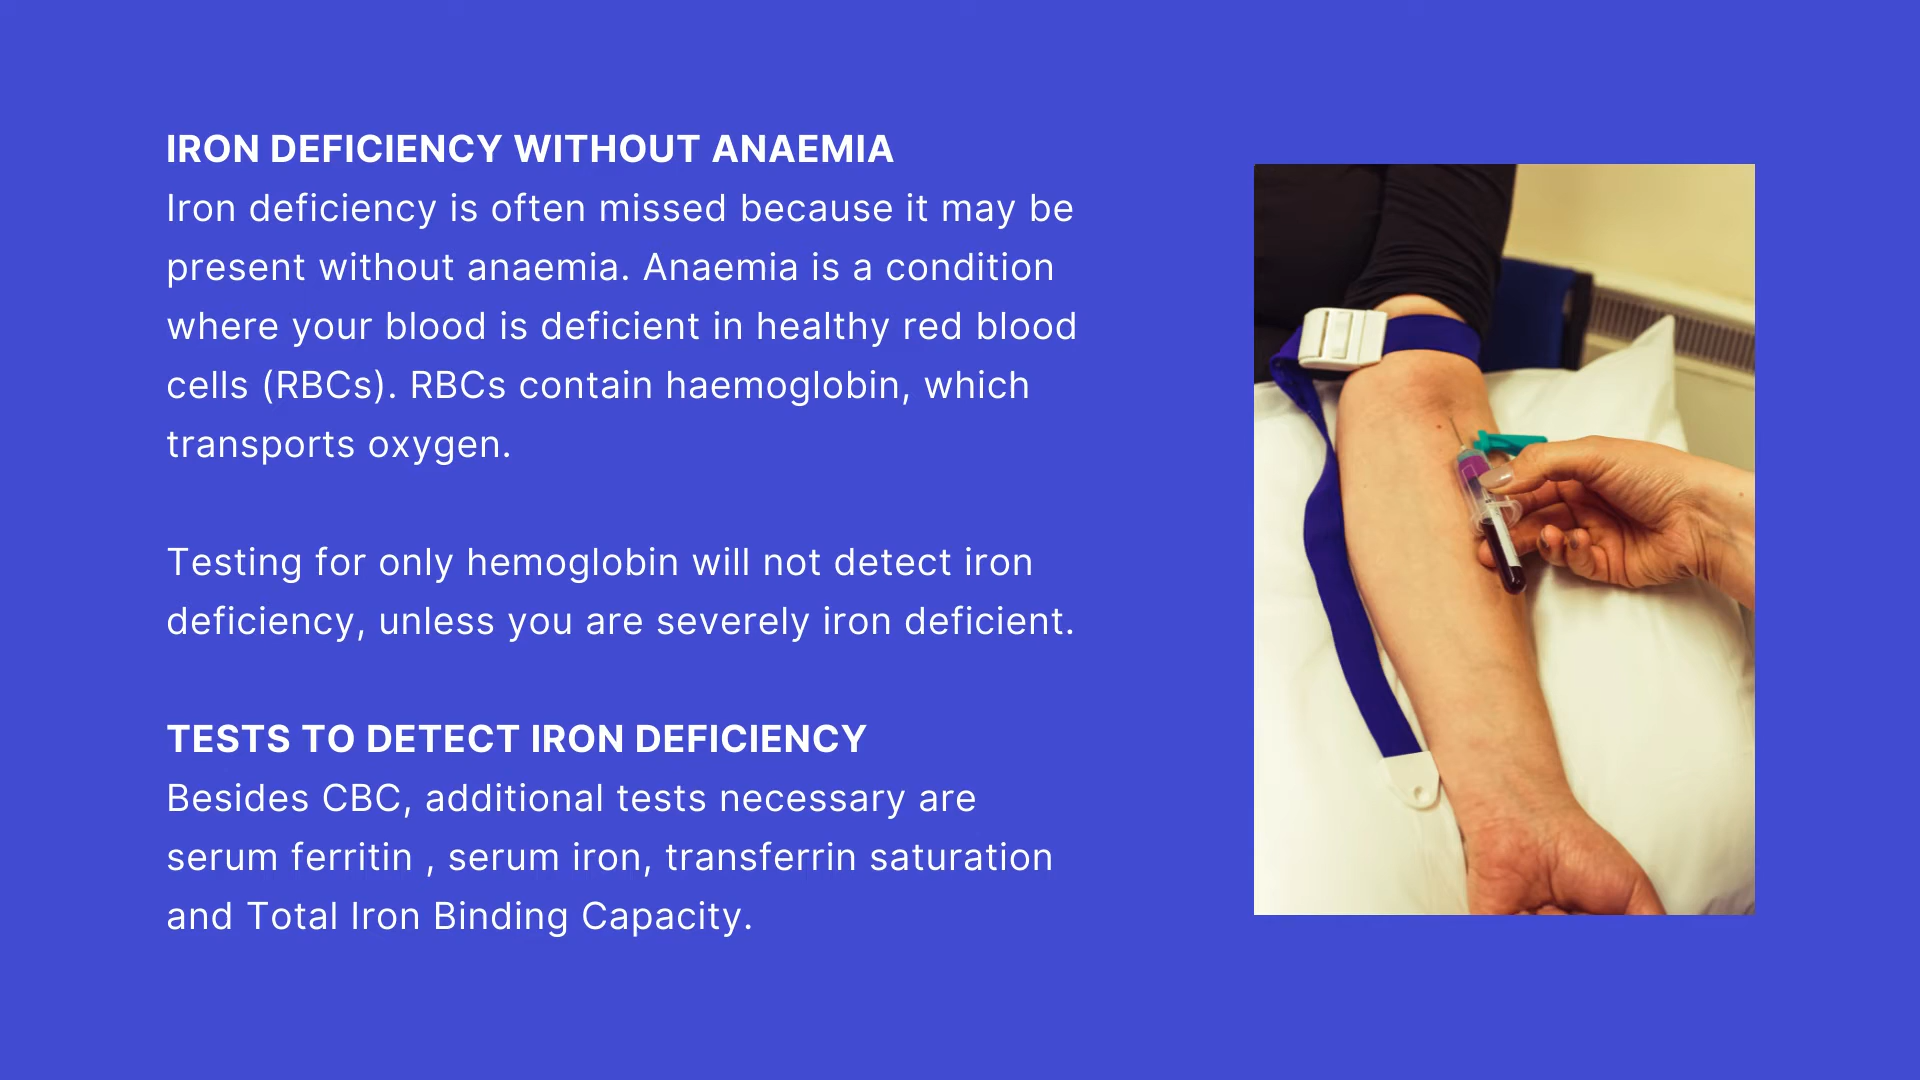 IRON DEFICIENCY WITHOUT ANAEMIA
Iron deficiency is often missed because it may be
present without anaemia. Anaemia is a condition
where your blood is deficient in healthy red blood
cells (RBCs). RBCs contain haemoglobin, which
transports oxygen.
Testing for only hemoglobin will not detect iron
deficiency, unless you are severely iron deficient.
TESTS TO DETECT IRON DEFICIENCY
Besides CBC, additional tests necessary are
serum ferritin , serum iron, transferrin saturation
and Total Iron Binding Capacity.